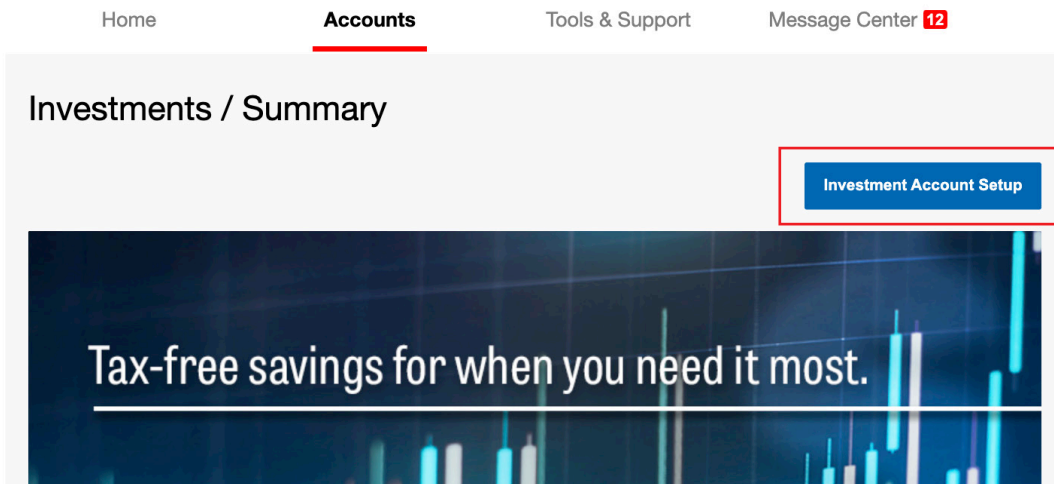 Home Accounts Tools & Support Message Center 12
Investments / Summary
Investment Account Setup
Tax-free savings for when you need it most.